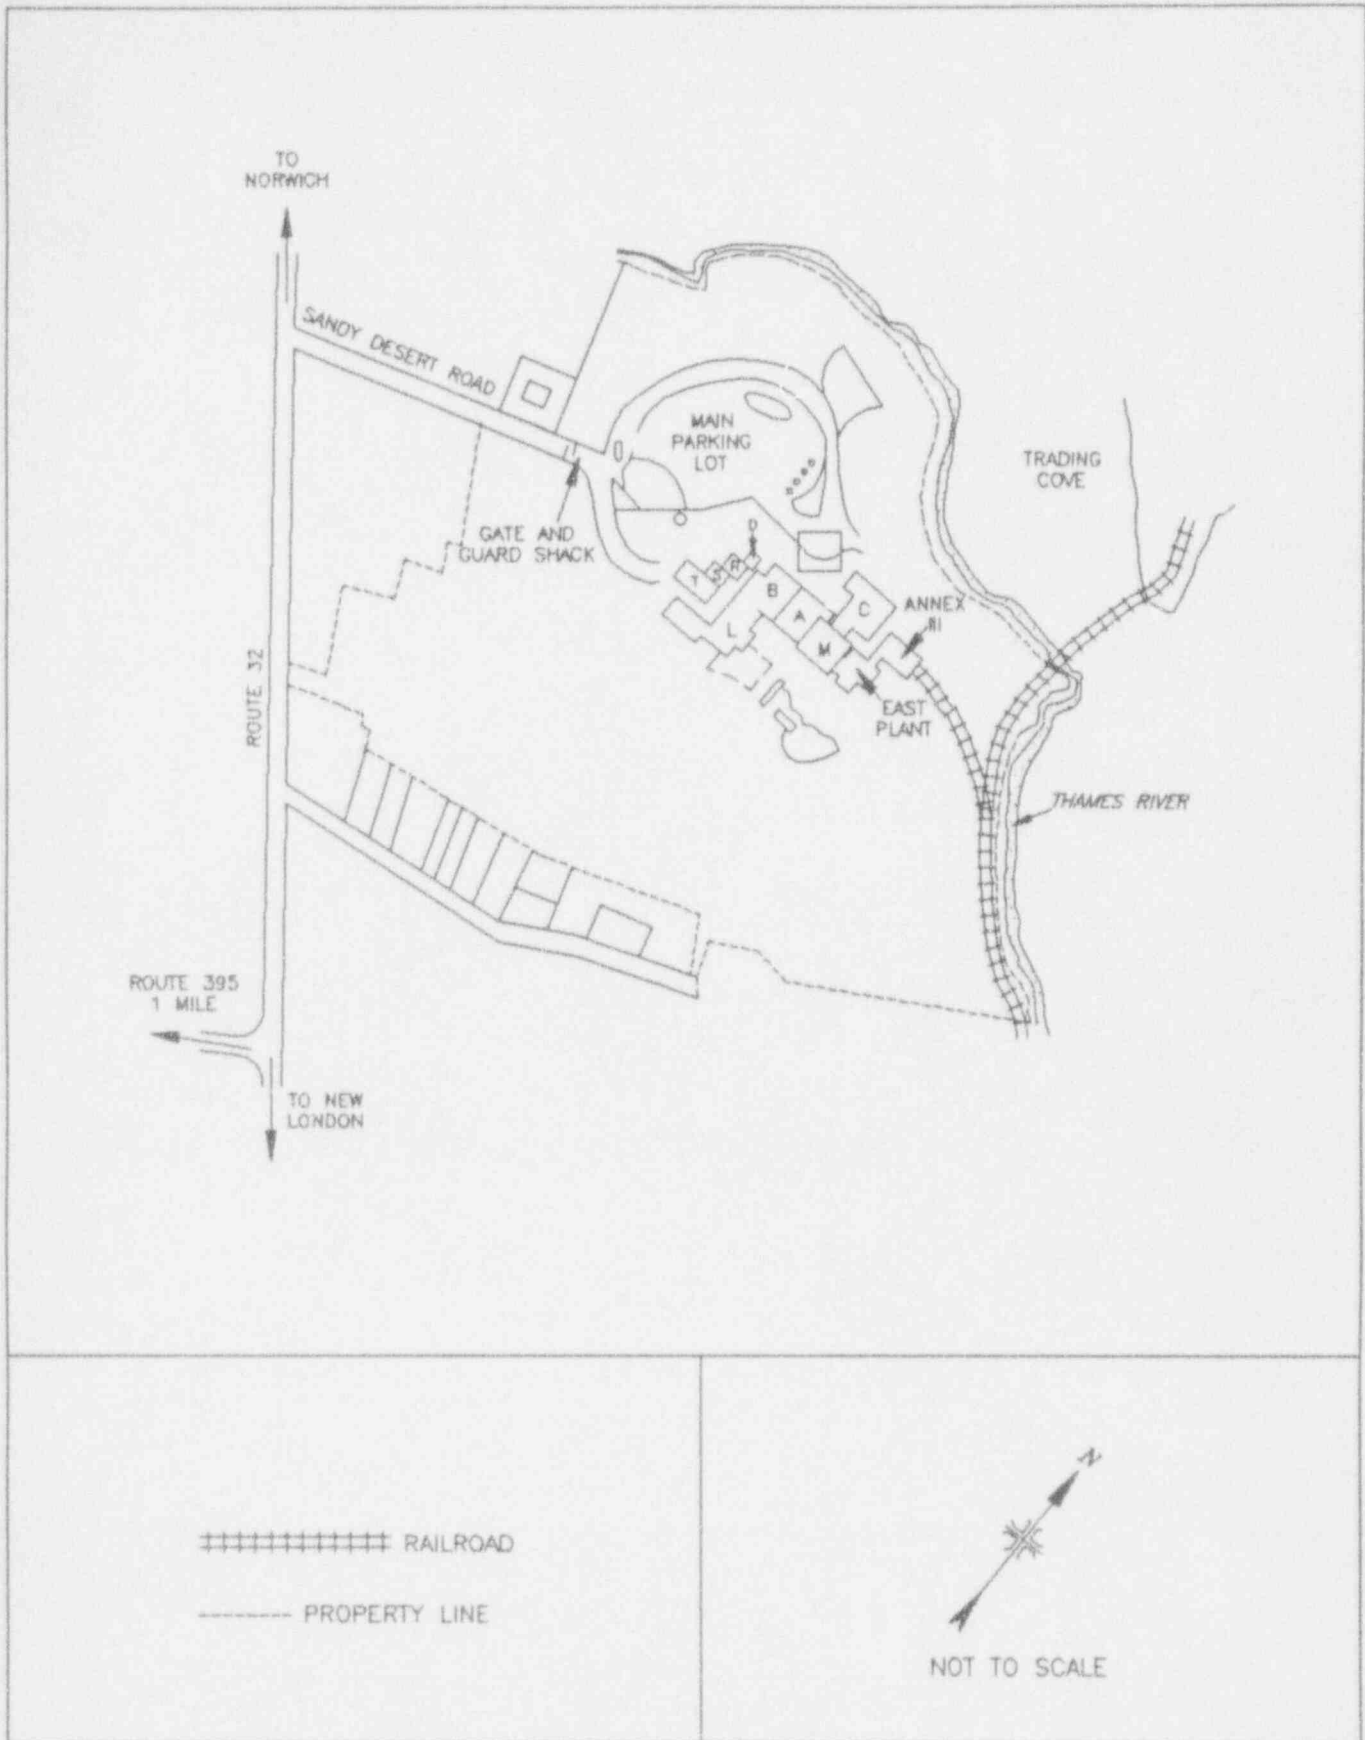 TO
NORWICH
SANDY DESERT ROAD
MAIN
PARKING
LOT
TRADING
COVE
GATE AND
GUARD SHACK
D
T
S
R
B
A
C
L
M
ANNEX
III
EAST
PLANT
ROUTE 32
THAMES RIVER
ROUTE 395
1 MILE
TO NEW
LONDON
RAILROAD
PROPERTY LINE
N
NOT TO SCALE